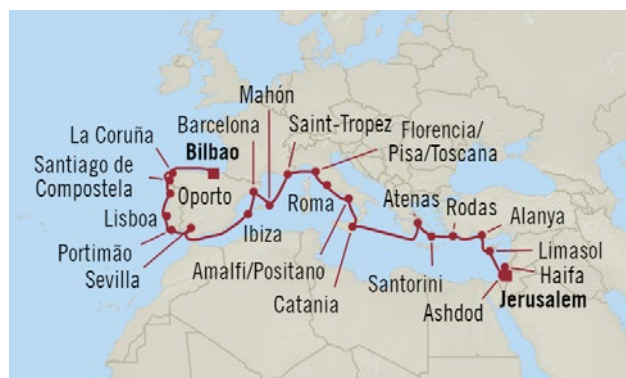 Mahón
Barcelona
Saint-Tropez
La Coruña
Bilbao
Florencia/
Pisa/Toscana
Santiago de
Compostela
Oporto
Roma
Atenas
Rodas
Alanya
Lisboa
Ibiza
Limasol
Portimão
Haifa
Sevilla
Amalfi/Positano
Santorini
Catania
Ashdod
Jerusalem